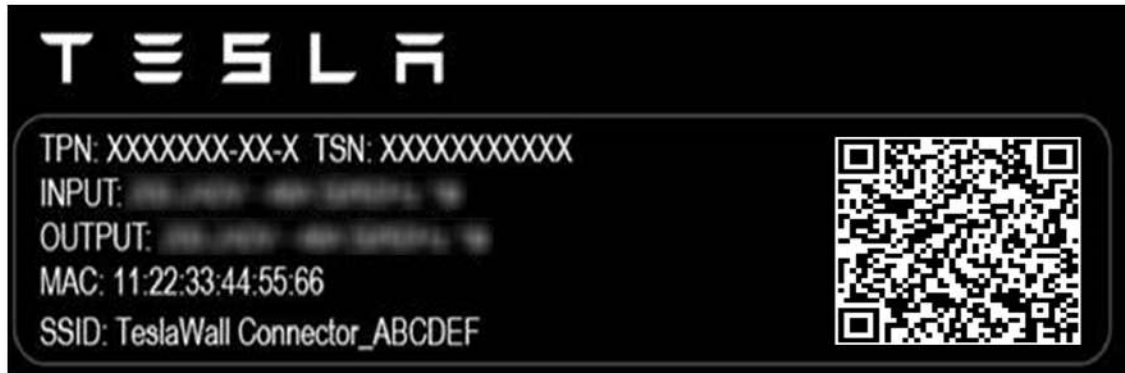 TESLA
TPN: XXXXXXX-XX-X TSN: XXXXXXXXXXX
INPUT:
OUTPUT:
MAC: 11:22:33:44:55:66
SSID: TeslaWall Connector_ABCDEF